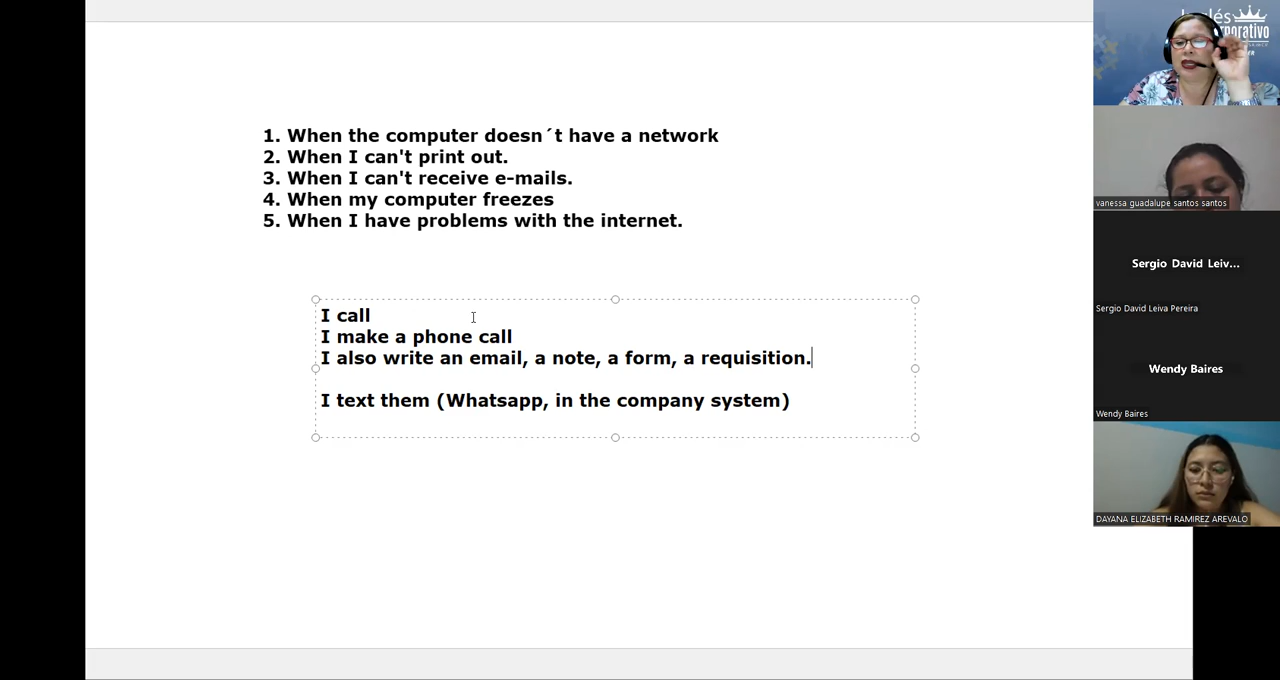 1. When the computer doesn´t have a network
2. When I can't print out.
3. When I can't receive e-mails.
4. When my computer freezes
5. When I have problems with the internet.
I call
I make a phone call
I also write an email, a note, a form, a requisition.
I text them (Whatsapp, in the company system)
vanessa guadalupe santos santos
Sergio David Leiv...
Sergio David Leiva Pereira
Wendy Baires
Wendy Baires
DAYANA ELIZABETH RAMIREZ AREVALO